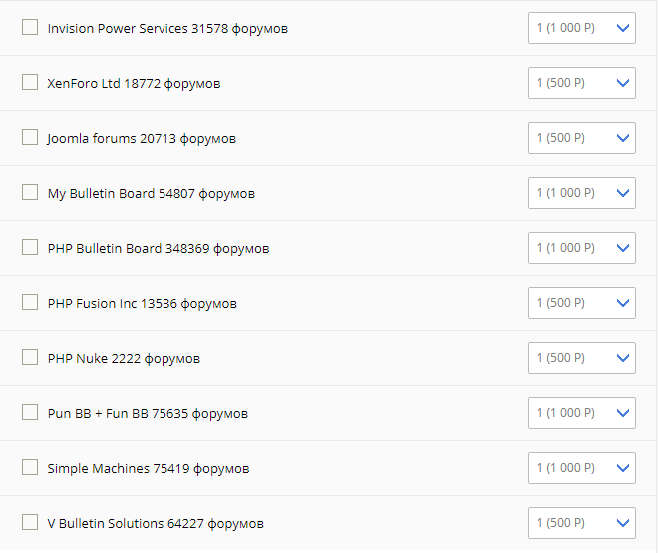 Invision Power Services 31578 форумов 1 (1 000 Р)
XenForo Ltd 18772 форумов 1 (500 Р)
Joomla forums 20713 форумов 1 (500 Р)
My Bulletin Board 54807 форумов 1 (1 000 Р)
PHP Bulletin Board 348369 форумов 1 (1 000 Р)
PHP Fusion Inc 13536 форумов 1 (500 Р)
PHP Nuke 2222 форумов 1 (500 Р)
Pun BB + Fun BB 75635 форумов 1 (1 000 Р)
Simple Machines 75419 форумов 1 (1 000 Р)
V Bulletin Solutions 64227 форумов 1 (500 Р)